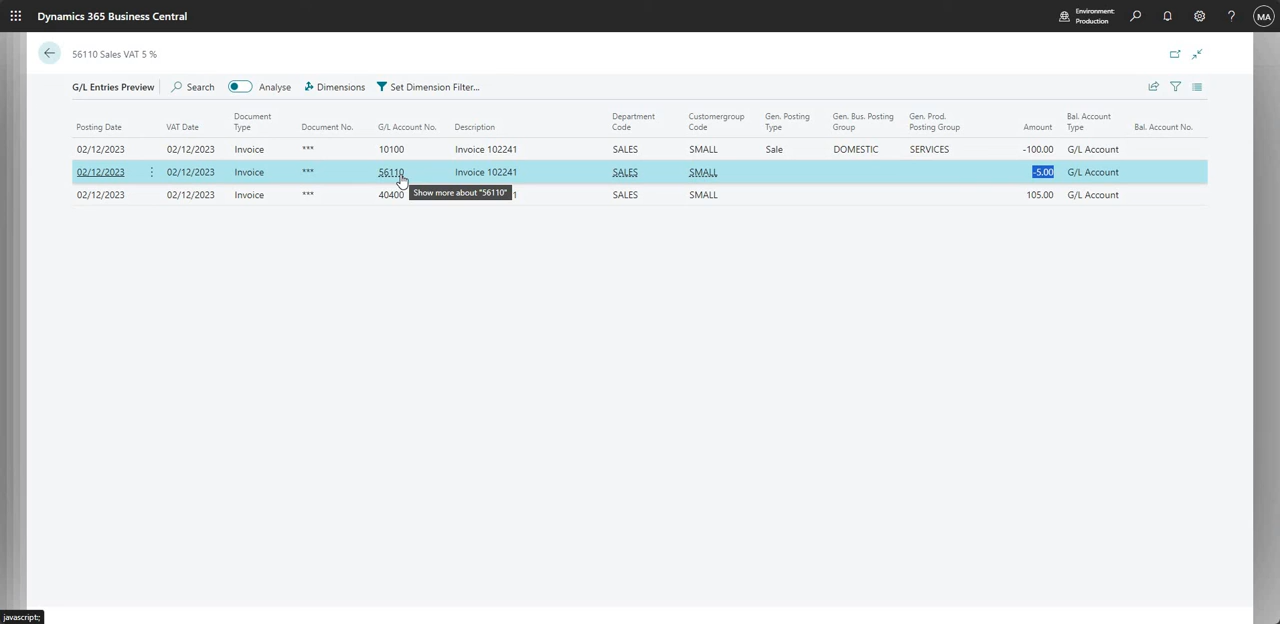 Dynamics 365 Business Central
Environment:
Production
?
MA
56110 Sales VAT 5 %
G/L Entries Preview
Search
Analyse
Dimensions
Set Dimension Filter...
Posting Date VAT Date Document Type Document No. G/L Account No. Description Department Code Customergroup Code Gen. Posting Type Gen. Bus. Posting Group Gen. Prod. Posting Group Amount Bal. Account Type Bal. Account No.
02/12/2023 02/12/2023 Invoice *** 10100 Invoice 102241 SALES SMALL Sale DOMESTIC SERVICES -100.00 G/L Account
02/12/2023 02/12/2023 Invoice *** 56110 Invoice 102241 SALES SMALL -5.00 G/L Account
Show more about "56110"
02/12/2023 02/12/2023 Invoice *** 40400 1 SALES SMALL 105.00 G/L Account
javascript:;